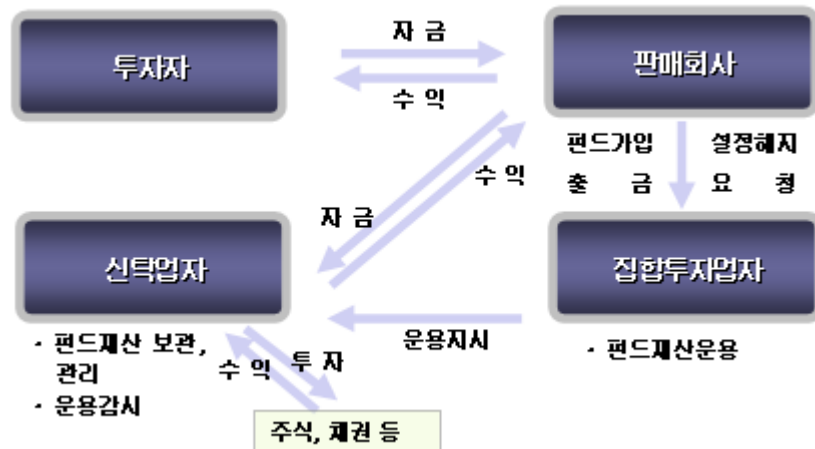 자 금
투자자
판매회사
수 익
펀드가입 설정해지
출 금 요 청
수 익
자 금
신탁업자
집합투자업자
운용지시
· 펀드재산 보관,
관리
· 운용감시
수 익
투 자
· 펀드재산운용
주식, 채권 등